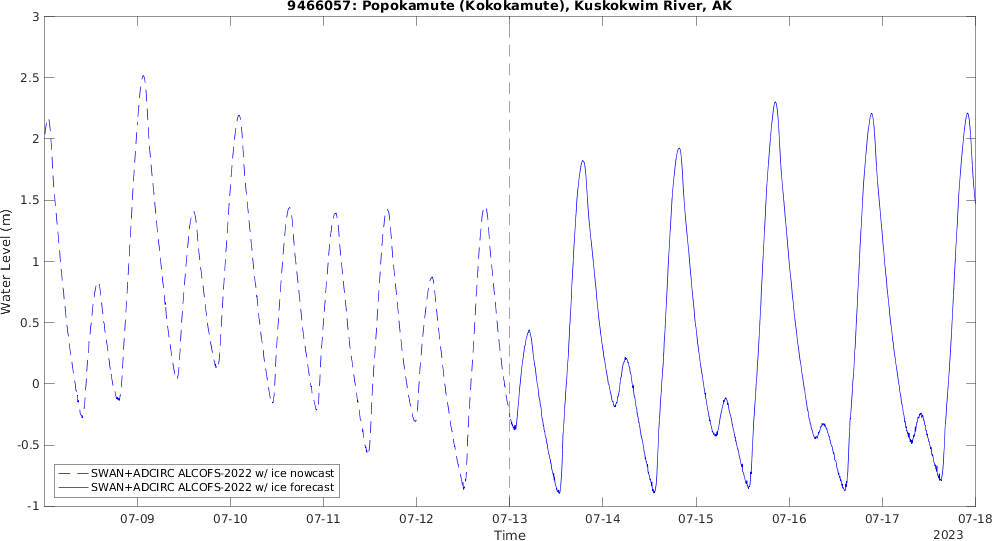 9466057: Popokamute (Kokokamute), Kuskokwim River, AK
3
2.5
2
1.5
1
0.5
0
-0.5
-1
Water Level (m)
SWAN+ADCIRC ALCOFS-2022 w/ ice nowcast
SWAN+ADCIRC ALCOFS-2022 w/ ice forecast
07-09 07-10 07-11 07-12 07-13 07-14 07-15 07-16 07-17 07-18
Time
2023